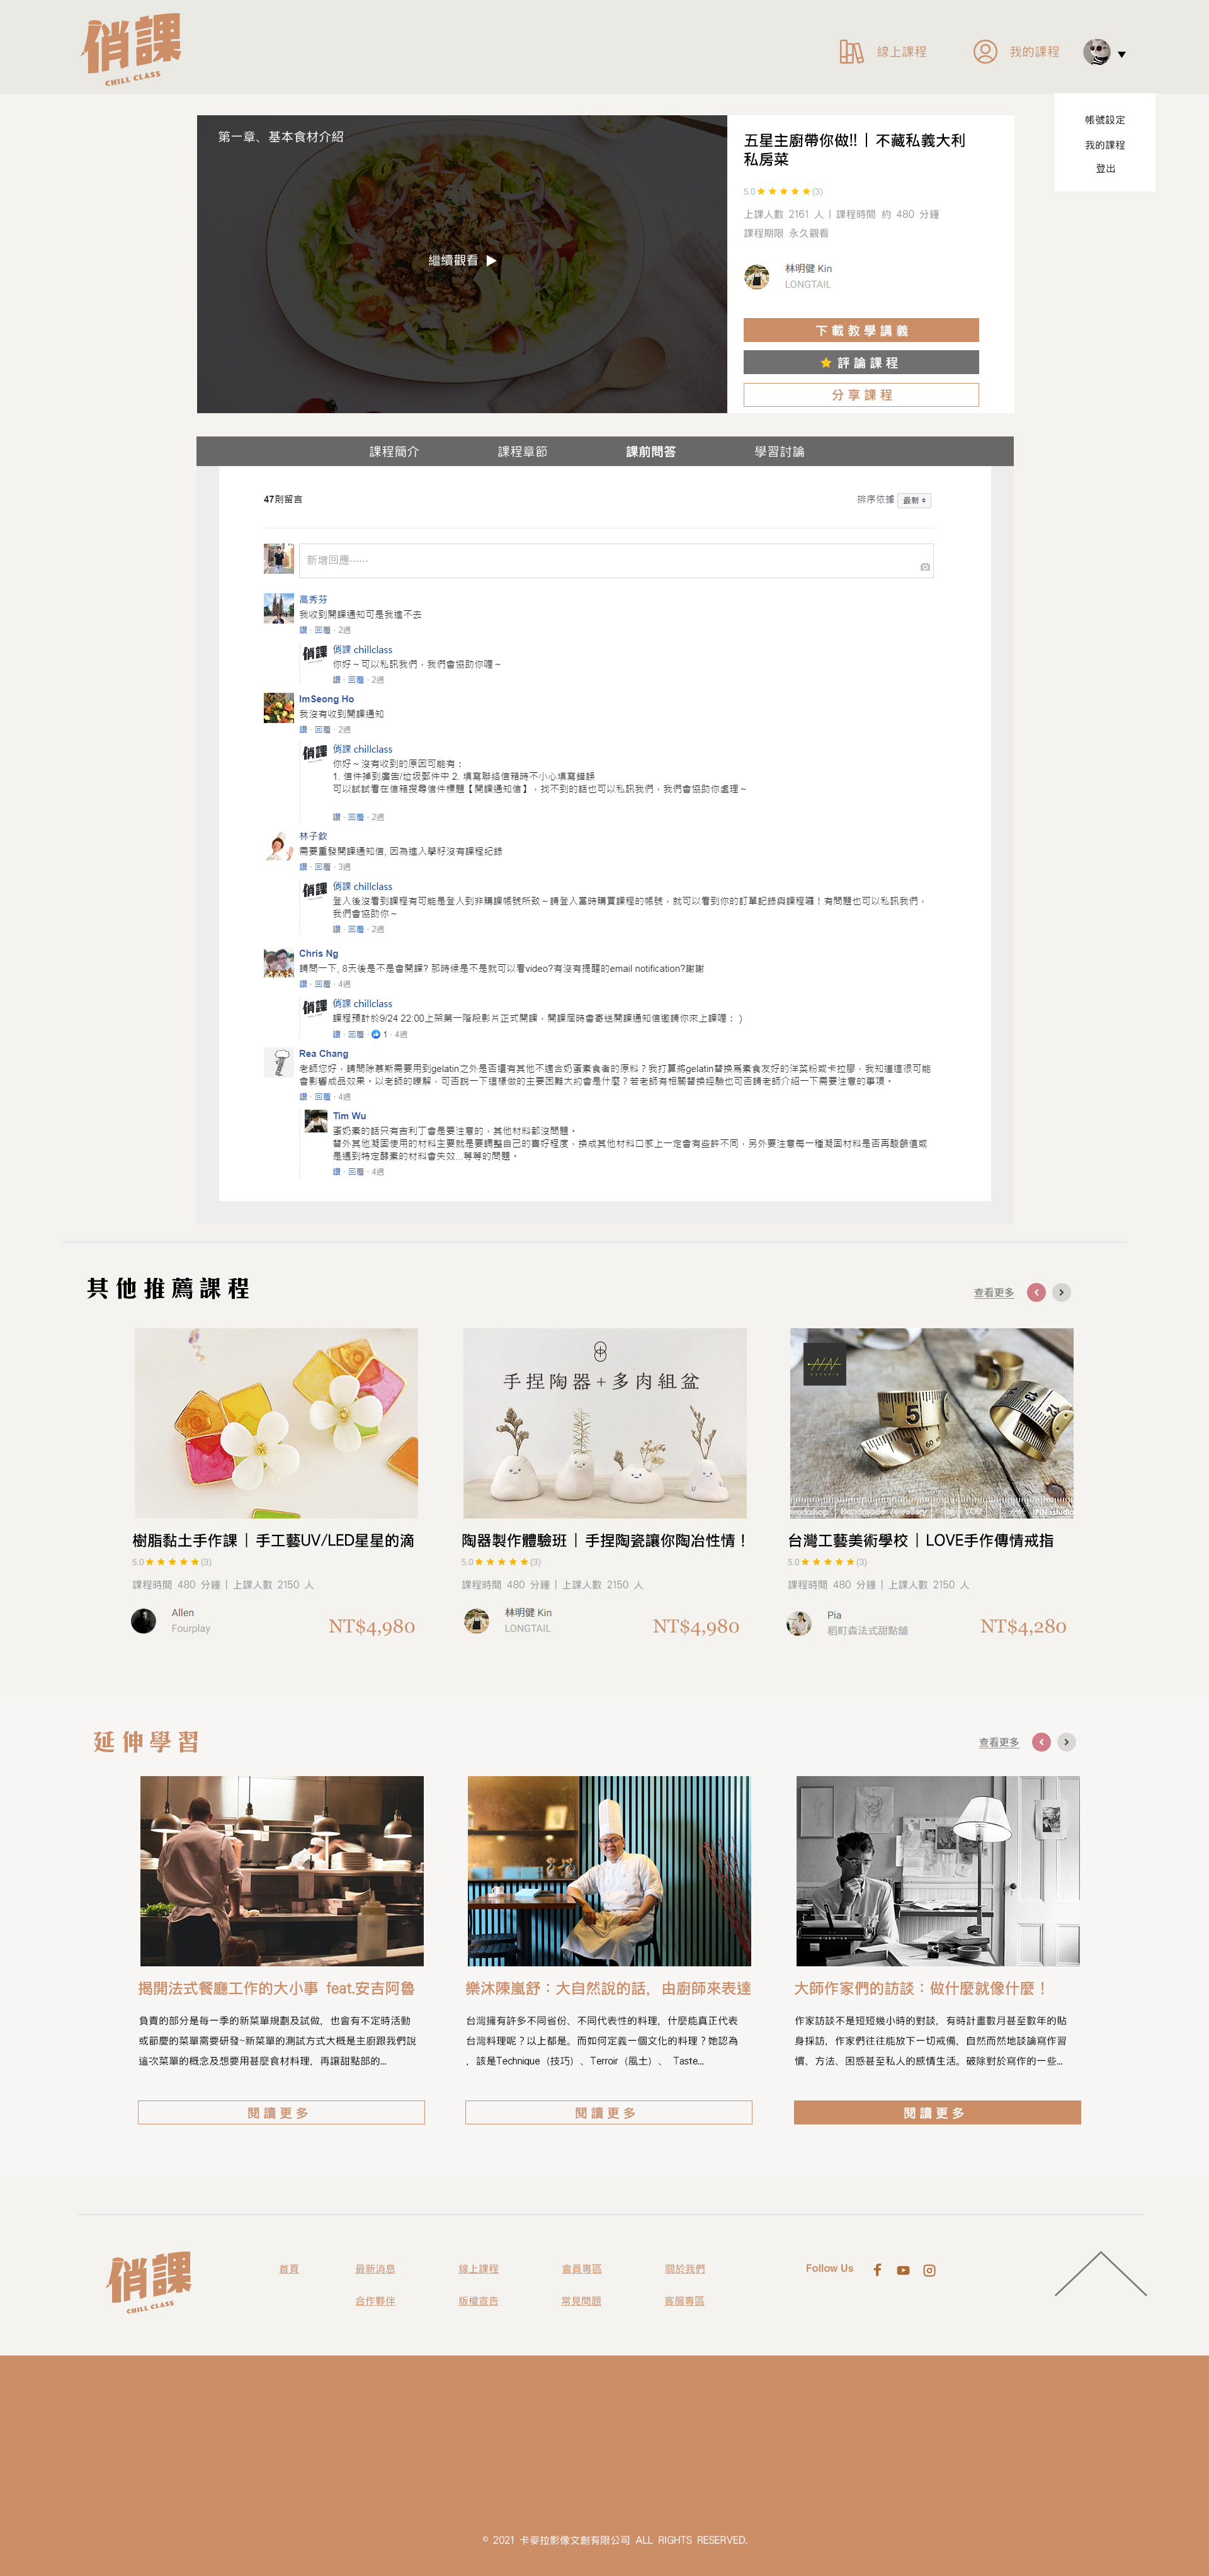 俏課
CHILL CLASS
線上課程
我的課程
帳號設定
我的課程
登出
第一章、基本食材介紹
繼續觀看
五星主廚帶你做!!｜不藏私義大利
私房菜
5.0 (3)
上課人數 2161 人 | 課程時間 約 480 分鐘
課程期限 永久觀看
林明健 Kin
LONGTAIL
下載教學講義
評論課程
分享課程
課程簡介 課程章節 課前問答 學習討論
47則留言
排序依據 最新
新增回應......
高秀芬
我收到開課通知可是我進不去
讚 · 回覆 · 2週
俏課 chillclass
你好～可以私訊我們，我們會協助你喔～
讚 · 回覆 · 2週
ImSeong Ho
我沒有收到開課通知
讚 · 回覆 · 2週
俏課 chillclass
你好～沒有收到的原因可能有：
1. 信件掉到廣告/垃圾郵件中 2. 填寫聯絡信箱時不小心填寫錯誤
可以試試看在信箱搜尋信件標題【開課通知信】，找不到的話也可以私訊我們，我們會協助你處理～
讚 · 回覆 · 2週
林子欽
需要重發開課通知信, 因為進入學籽沒有課程紀錄
讚 · 回覆 · 3週
俏課 chillclass
登入後沒看到課程有可能是登入到非購課帳號所致～請登入當時購買課程的帳號，就可以看到你的訂單記錄與課程囉！有問題也可以私訊我們，
我們會協助你～
讚 · 回覆 · 2週
Chris Ng
請問一下, 8天後是不是會開課? 那時候是不是就可以看video?有沒有提醒的email notification?謝謝
讚 · 回覆 · 4週
俏課 chillclass
課程預計於9/24 22:00上架第一階段影片正式開課，開課屆時會寄送開課通知信邀請你來上課喔：）
讚 · 回覆 · 1 · 4週
Rea Chang
老師您好，請問除慕斯需要用到gelatin之外是否還有其他不適合奶蛋素食者的原料？我打算將gelatin替換爲素食友好的洋菜粉或卡拉膠，我知道這很可能
會影響成品效果。以老師的瞭解，可否說一下這樣做的主要困難大約會是什麼？若老師有相關替換經驗也可否請老師介紹一下需要注意的事項。
讚 · 回覆 · 4週
Tim Wu
蛋奶素的話只有吉利丁會是要注意的，其他材料都沒問題。
替外其他凝固使用的材料主要就是要調整自己的喜好程度，換成其他材料口感上一定會有些許不同，另外要注意每一種凝固材料是否再酸鹼值或
是遇到特定酵素的材料會失效...等等的問題。
讚 · 回覆 · 4週
其他推薦課程
查看更多
手捏陶器+多肉組盆
樹脂黏土手作課｜手工藝UV/LED星星的滴
5.0 (3)
課程時間 480 分鐘 | 上課人數 2150 人
Allen
Fourplay
NT$4,980
陶器製作體驗班｜手捏陶瓷讓你陶冶性情！
5.0 (3)
課程時間 480 分鐘 | 上課人數 2150 人
林明健 Kin
LONGTAIL
NT$4,980
台灣工藝美術學校｜LOVE手作傳情戒指
5.0 (3)
課程時間 480 分鐘 | 上課人數 2150 人
Pia
稻町森法式甜點舖
NT$4,280
延伸學習
查看更多
揭開法式餐廳工作的大小事 feat.安吉阿魯
負責的部分是每一季的新菜單規劃及試做，也會有不定時活動
或節慶的菜單需要研發~新菜單的測試方式大概是主廚跟我們說
這次菜單的概念及想要用甚麼食材料理，再讓甜點部的...
閱讀更多
樂沐陳嵐舒：大自然說的話，由廚師來表達
台灣擁有許多不同省份、不同代表性的料理，什麼能真正代表
台灣料理呢？以上都是。而如何定義一個文化的料理？她認為
，該是Technique（技巧）、Terroir（風土）、 Taste...
閱讀更多
大師作家們的訪談：做什麼就像什麼！
作家訪談不是短短幾小時的對談，有時計畫數月甚至數年的貼
身採訪，作家們往往能放下一切戒備，自然而然地談論寫作習
慣、方法、困惑甚至私人的感情生活。破除對於寫作的一些...
閱讀更多
俏課
CHILL CLASS
首頁 最新消息 線上課程 會員專區 關於我們
合作夥伴 版權宣告 常見問題 客服專區
Follow Us
© 2021 卡麥拉影像文創有限公司 ALL RIGHTS RESERVED.